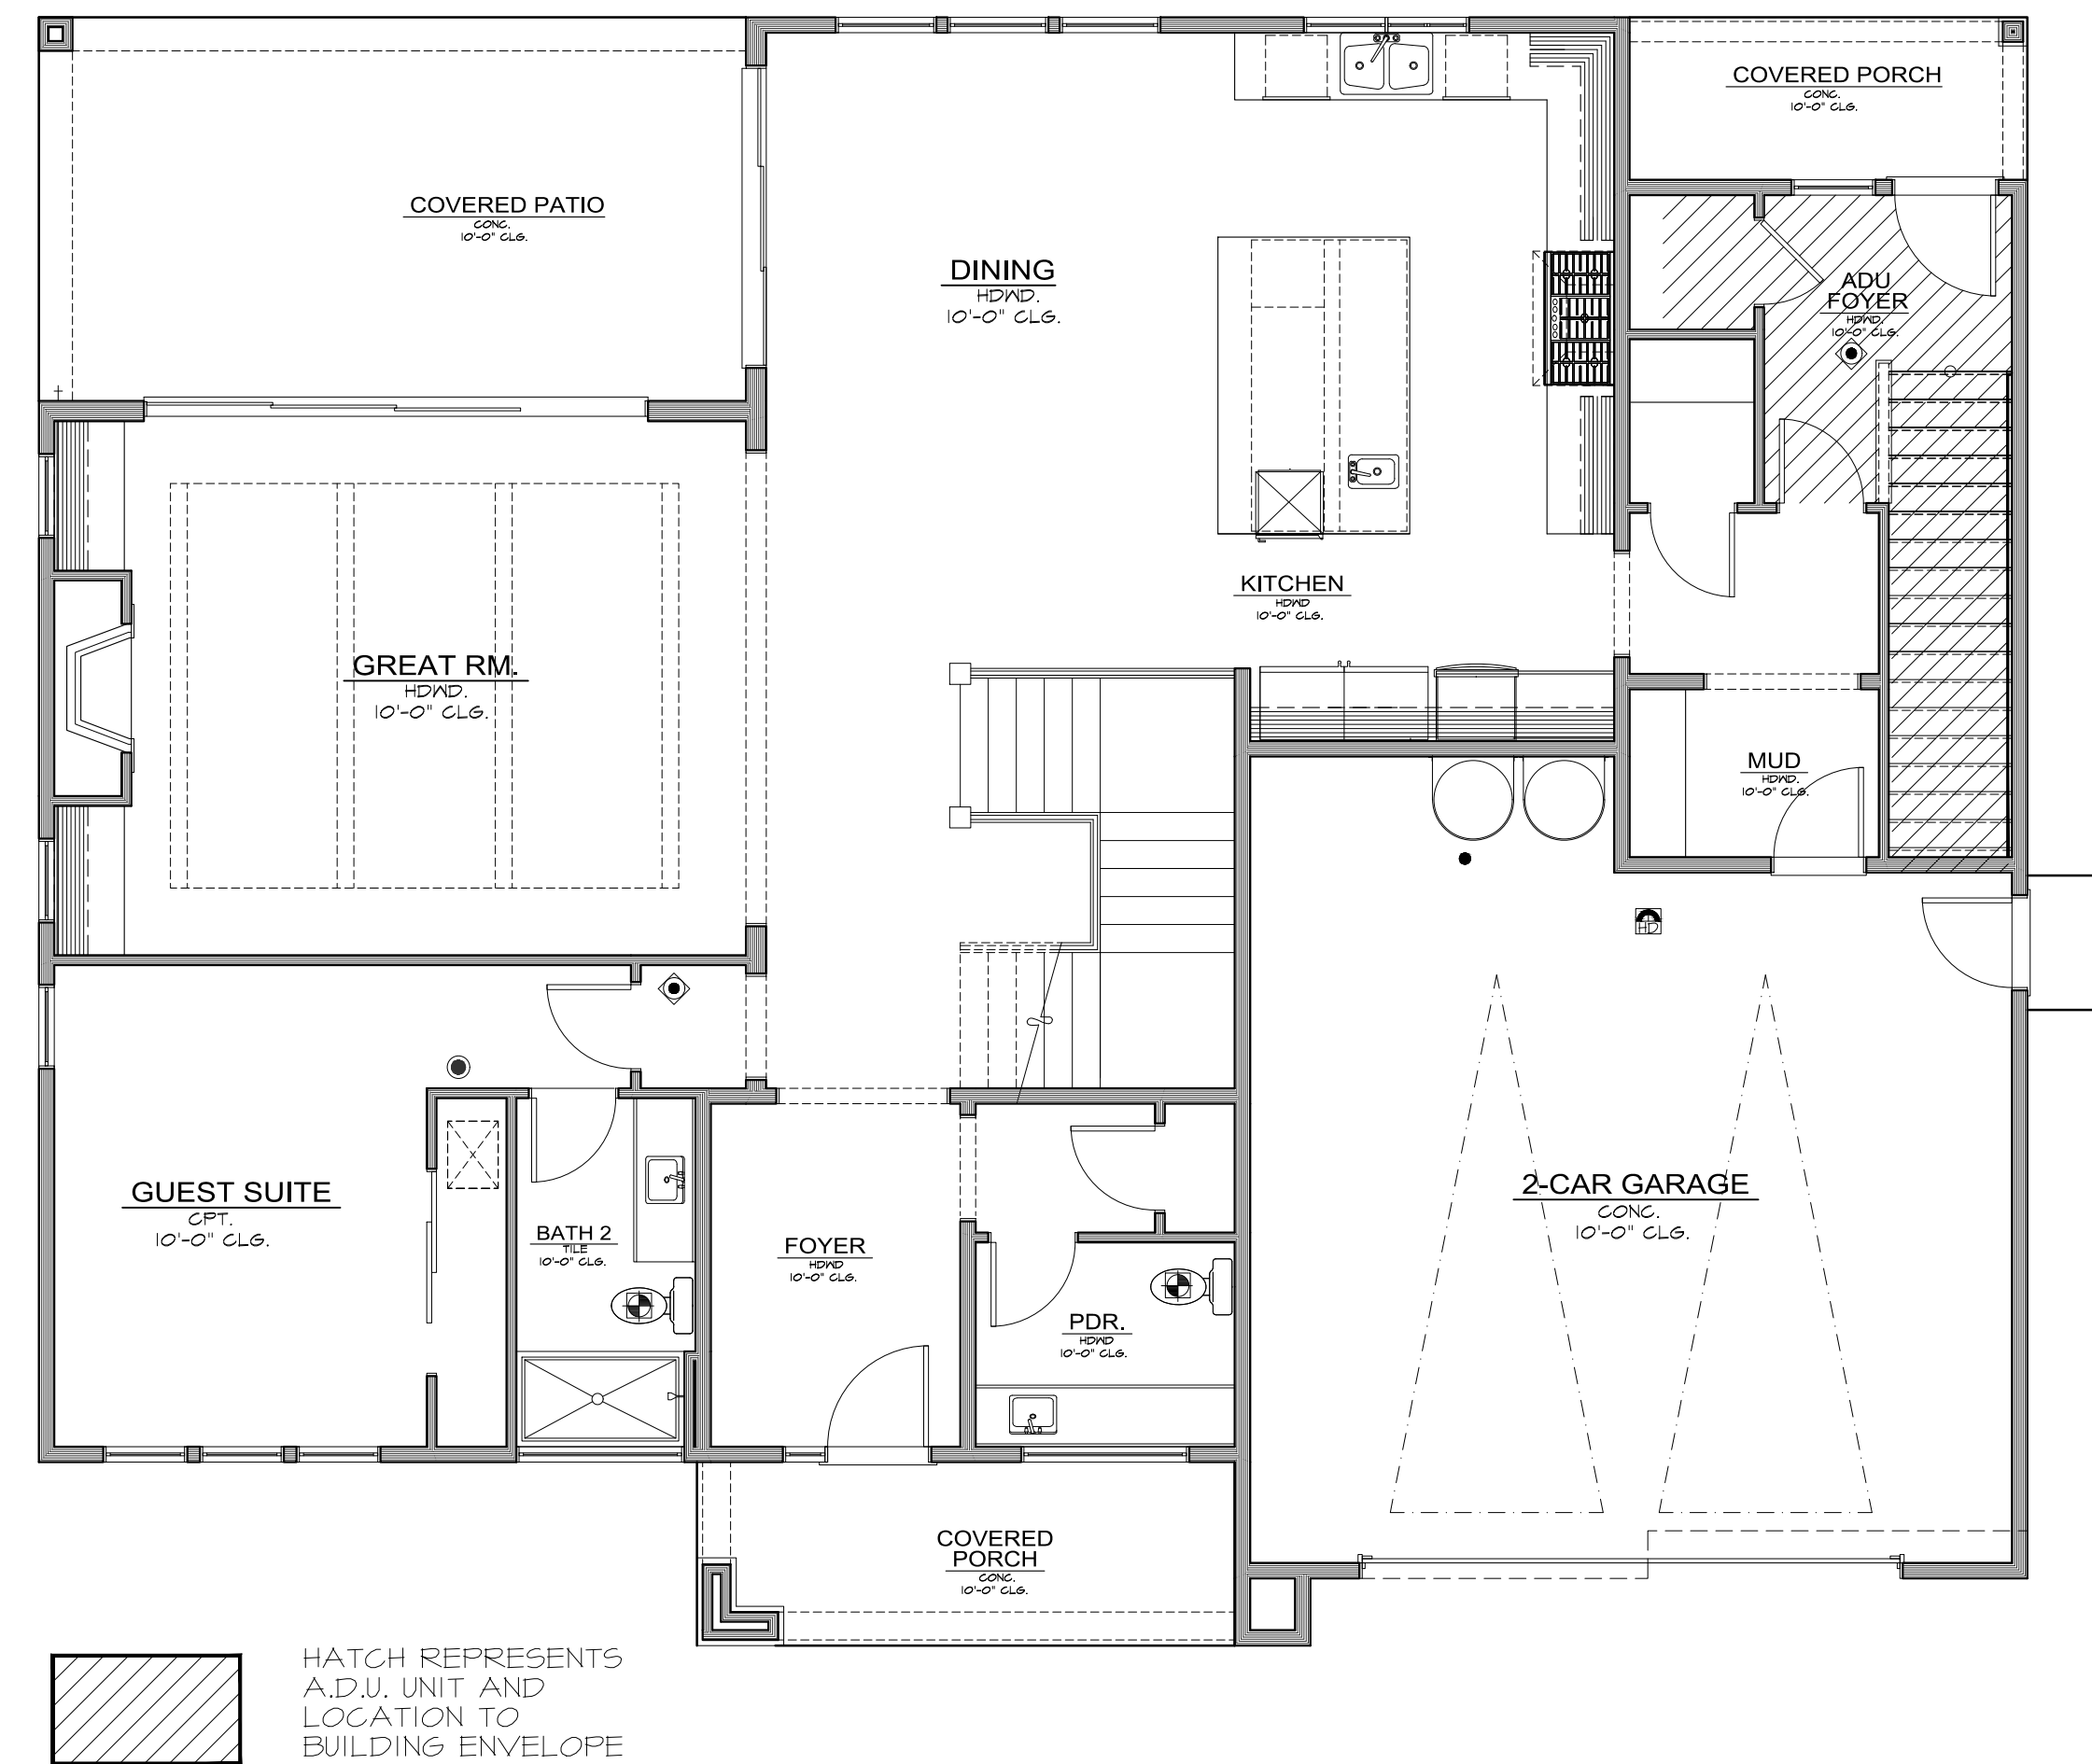 COVERED PORCH
CONC.
10'-0" CLG.
COVERED PATIO
CONC.
10'-0" CLG.
DINING
HDWD.
10'-0" CLG.
ADU
FOYER
HDWD.
10'-0" CLG.
KITCHEN
HDWD
10'-0" CLG.
GREAT RM.
HDWD.
10'-0" CLG.
MUD
HDWD.
10'-0" CLG.
HD
GUEST SUITE
CPT.
10'-0" CLG.
BATH 2
TILE
10'-0" CLG.
FOYER
HDWD
10'-0" CLG.
PDR.
HDWD
10'-0" CLG.
2-CAR GARAGE
CONC.
10'-0" CLG.
COVERED
PORCH
CONC.
10'-0" CLG.
HATCH REPRESENTS
A.D.U. UNIT AND
LOCATION TO
BUILDING ENVELOPE